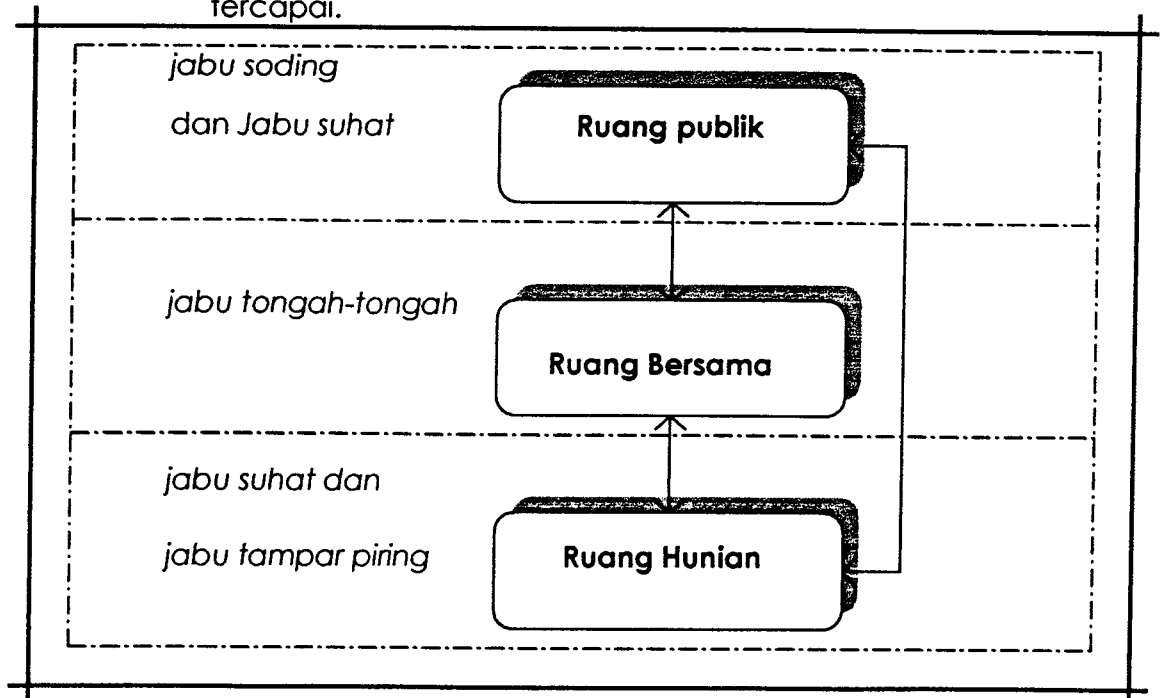 tercapai.
jabu soding
dan Jabu suhat
Ruang publik
jabu tongah-tongah
Ruang Bersama
jabu suhat dan
jabu tampar piring
Ruang Hunian